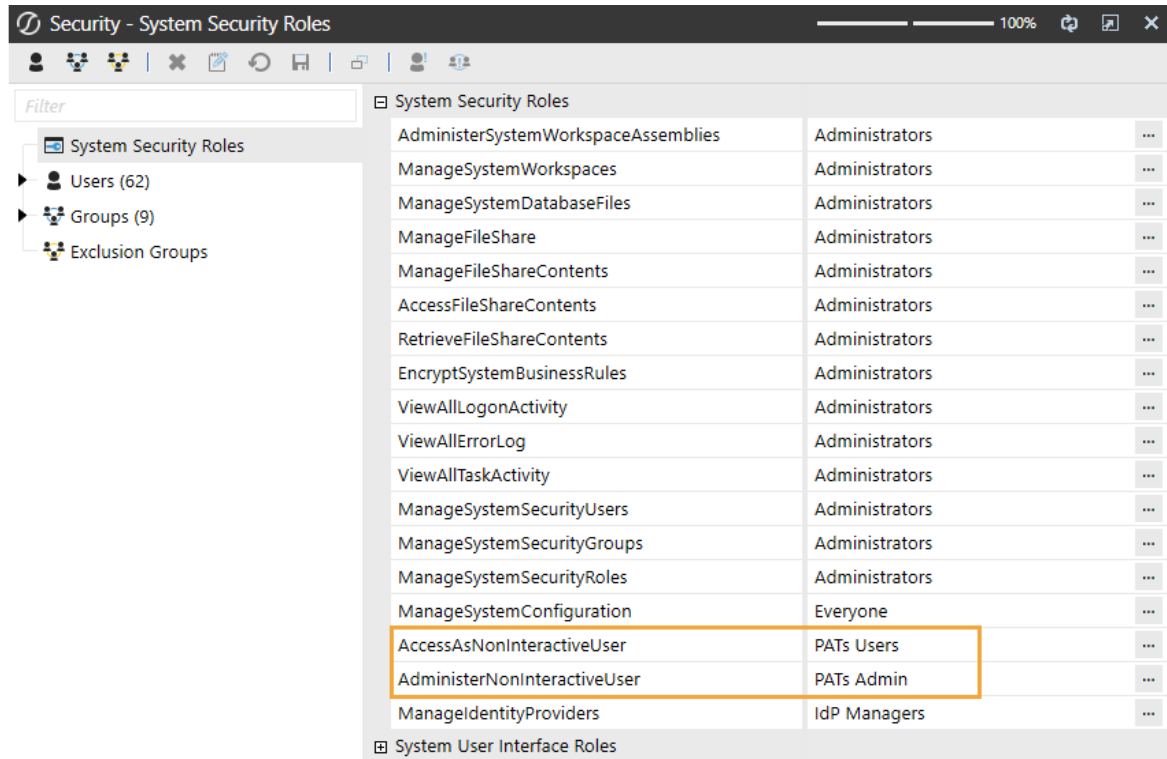 Security - System Security Roles 100%
Filter
System Security Roles
Users (62)
Groups (9)
Exclusion Groups
System Security Roles
AdministerSystemWorkspaceAssemblies Administrators ...
ManageSystemWorkspaces Administrators ...
ManageSystemDatabaseFiles Administrators ...
ManageFileShare Administrators ...
ManageFileShareContents Administrators ...
AccessFileShareContents Administrators ...
RetrieveFileShareContents Administrators ...
EncryptSystemBusinessRules Administrators ...
ViewAllLogonActivity Administrators ...
ViewAllErrorLog Administrators ...
ViewAllTaskActivity Administrators ...
ManageSystemSecurityUsers Administrators ...
ManageSystemSecurityGroups Administrators ...
ManageSystemSecurityRoles Administrators ...
ManageSystemConfiguration Everyone ...
AccessAsNonInteractiveUser PATs Users ...
AdministerNonInteractiveUser PATs Admin ...
ManageIdentityProviders IdP Managers ...
System User Interface Roles